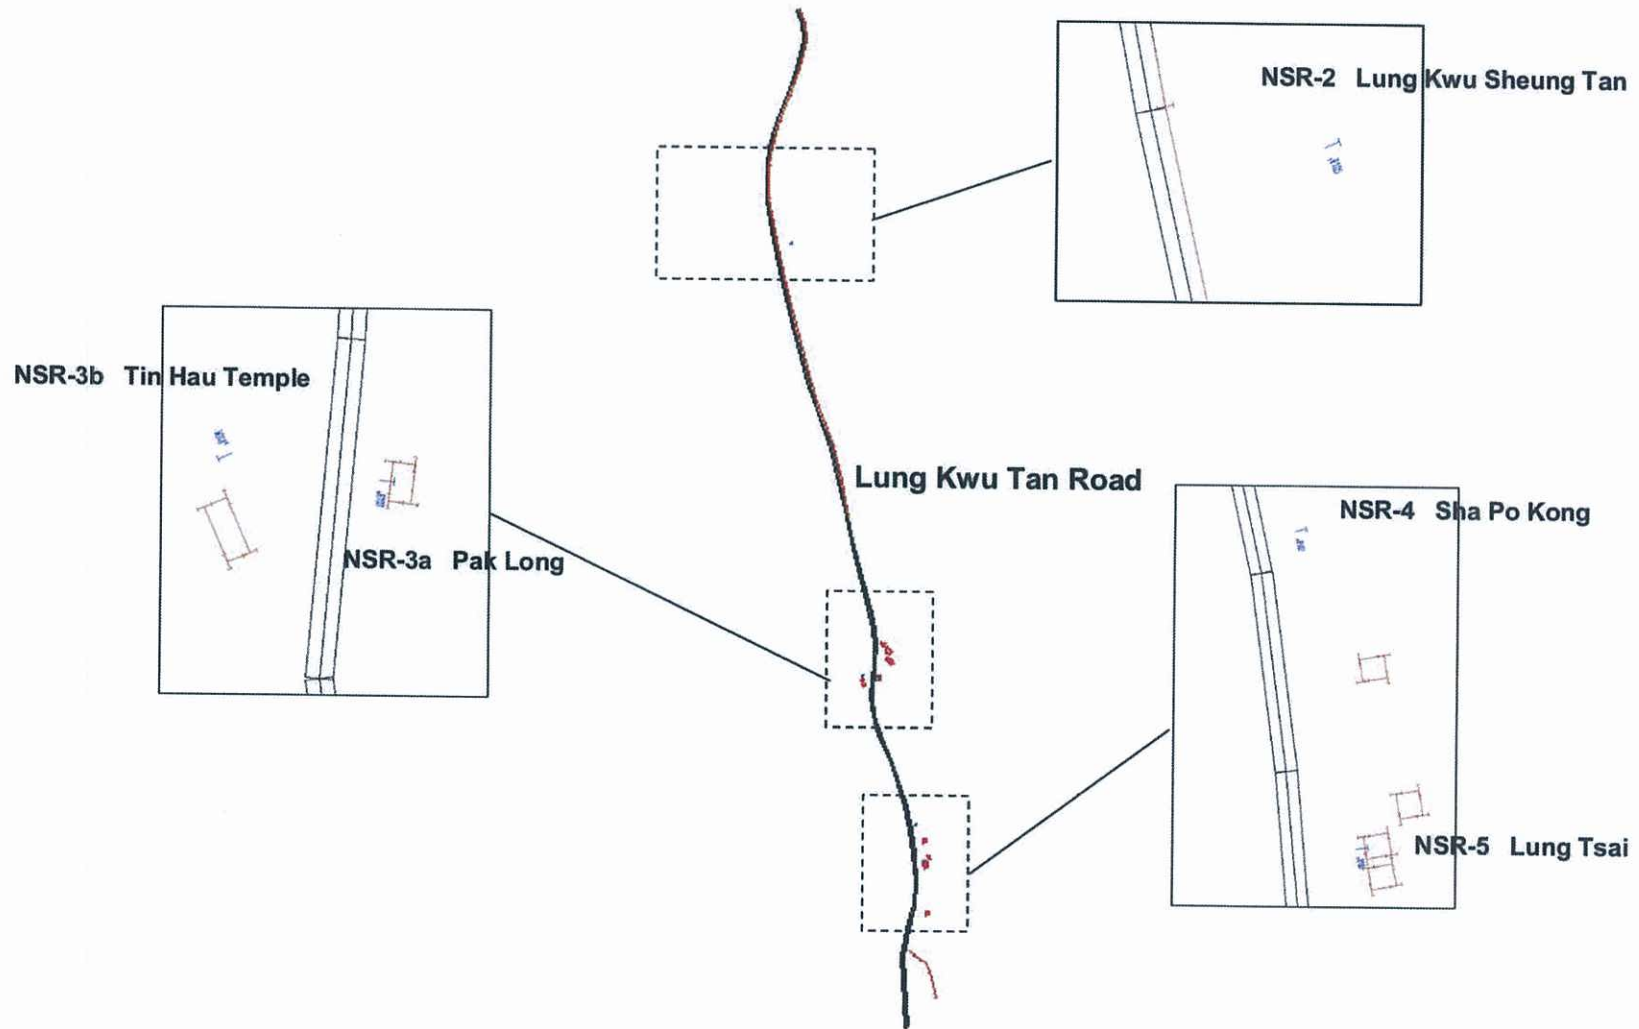 NSR-2 Lung Kwu Sheung Tan
NSR-3b Tin Hau Temple
Lung Kwu Tan Road
NSR-4 Sha Po Kong
NSR-3a Pak Long
NSR-5 Lung Tsai